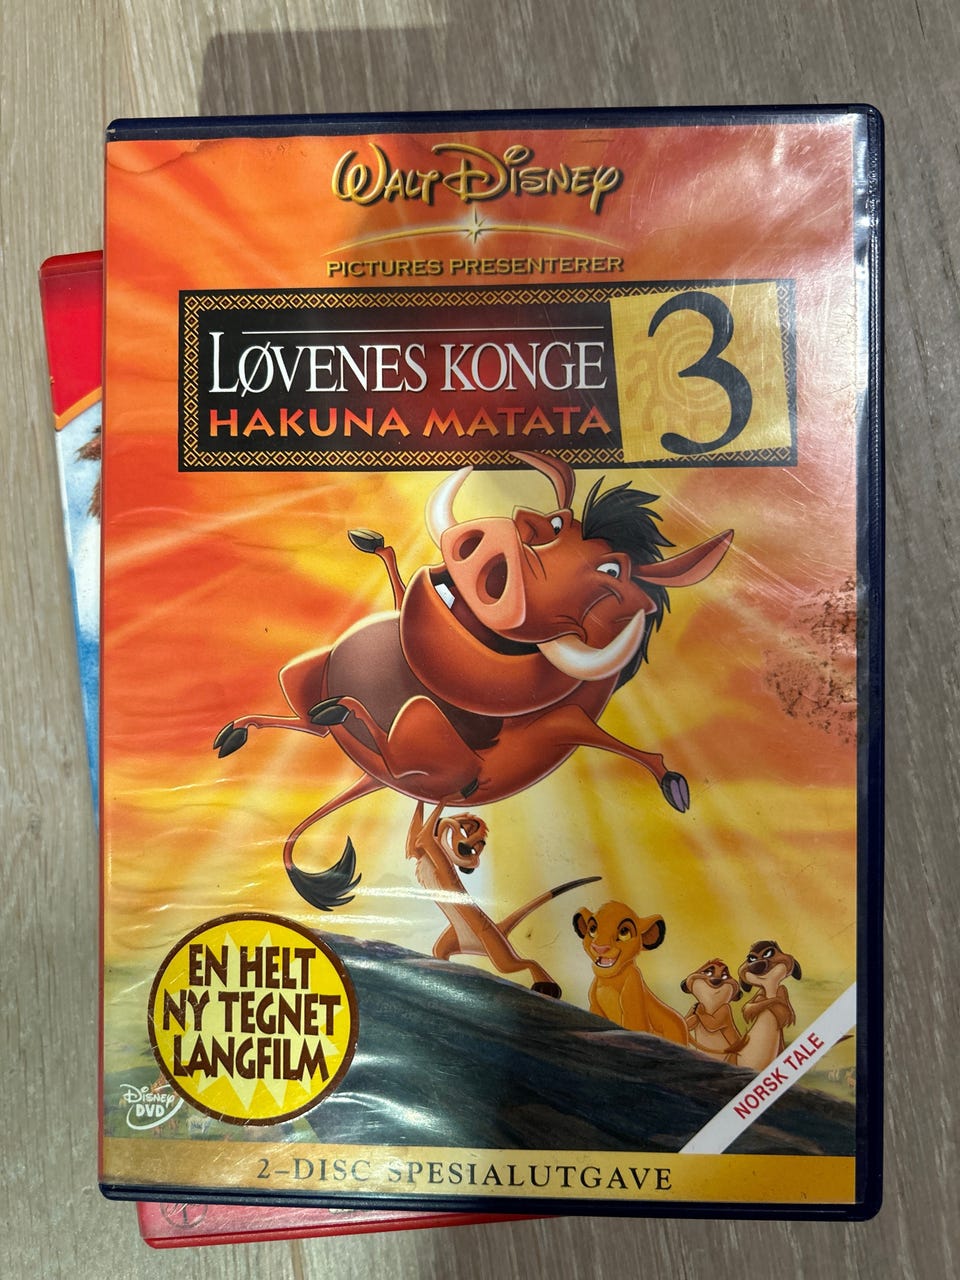 WALT DISNEY
PICTURES PRESENTERER
LØVENES KONGE 3
HAKUNA MATATA
EN HELT
NY TEGNET
LANGFILM
DISNEY
DVD
NORSK TALE
2-DISC SPESIALUTGAVE